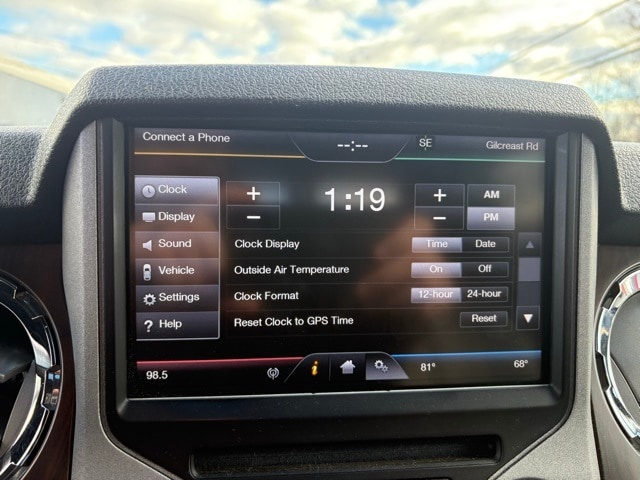 Connect a Phone --:-- SE Gilcreast Rd
Clock + 1:19 + AM
Display − − PM
Sound Clock Display Time Date
Vehicle Outside Air Temperature On Off
Settings Clock Format 12-hour 24-hour
? Help Reset Clock to GPS Time Reset
98.5 i 81° 68°